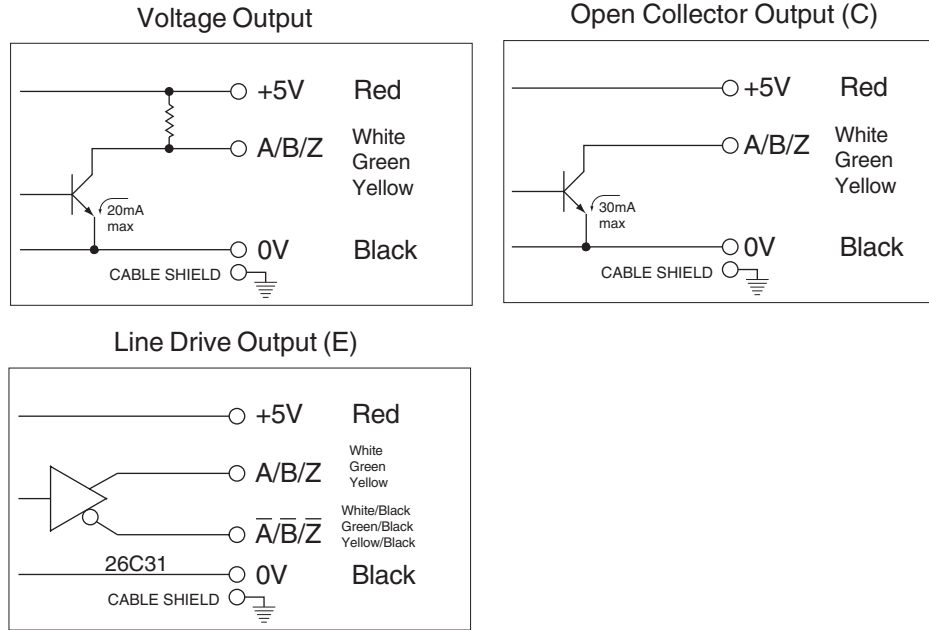 Voltage Output
+5V Red
A/B/Z White
Green
Yellow
20mA
max
0V Black
CABLE SHIELD
Open Collector Output (C)
+5V Red
A/B/Z White
Green
Yellow
30mA
max
0V Black
CABLE SHIELD
Line Drive Output (E)
+5V Red
A/B/Z White
Green
Yellow
A̅/B̅/Z̅ White/Black
Green/Black
Yellow/Black
26C31
0V Black
CABLE SHIELD